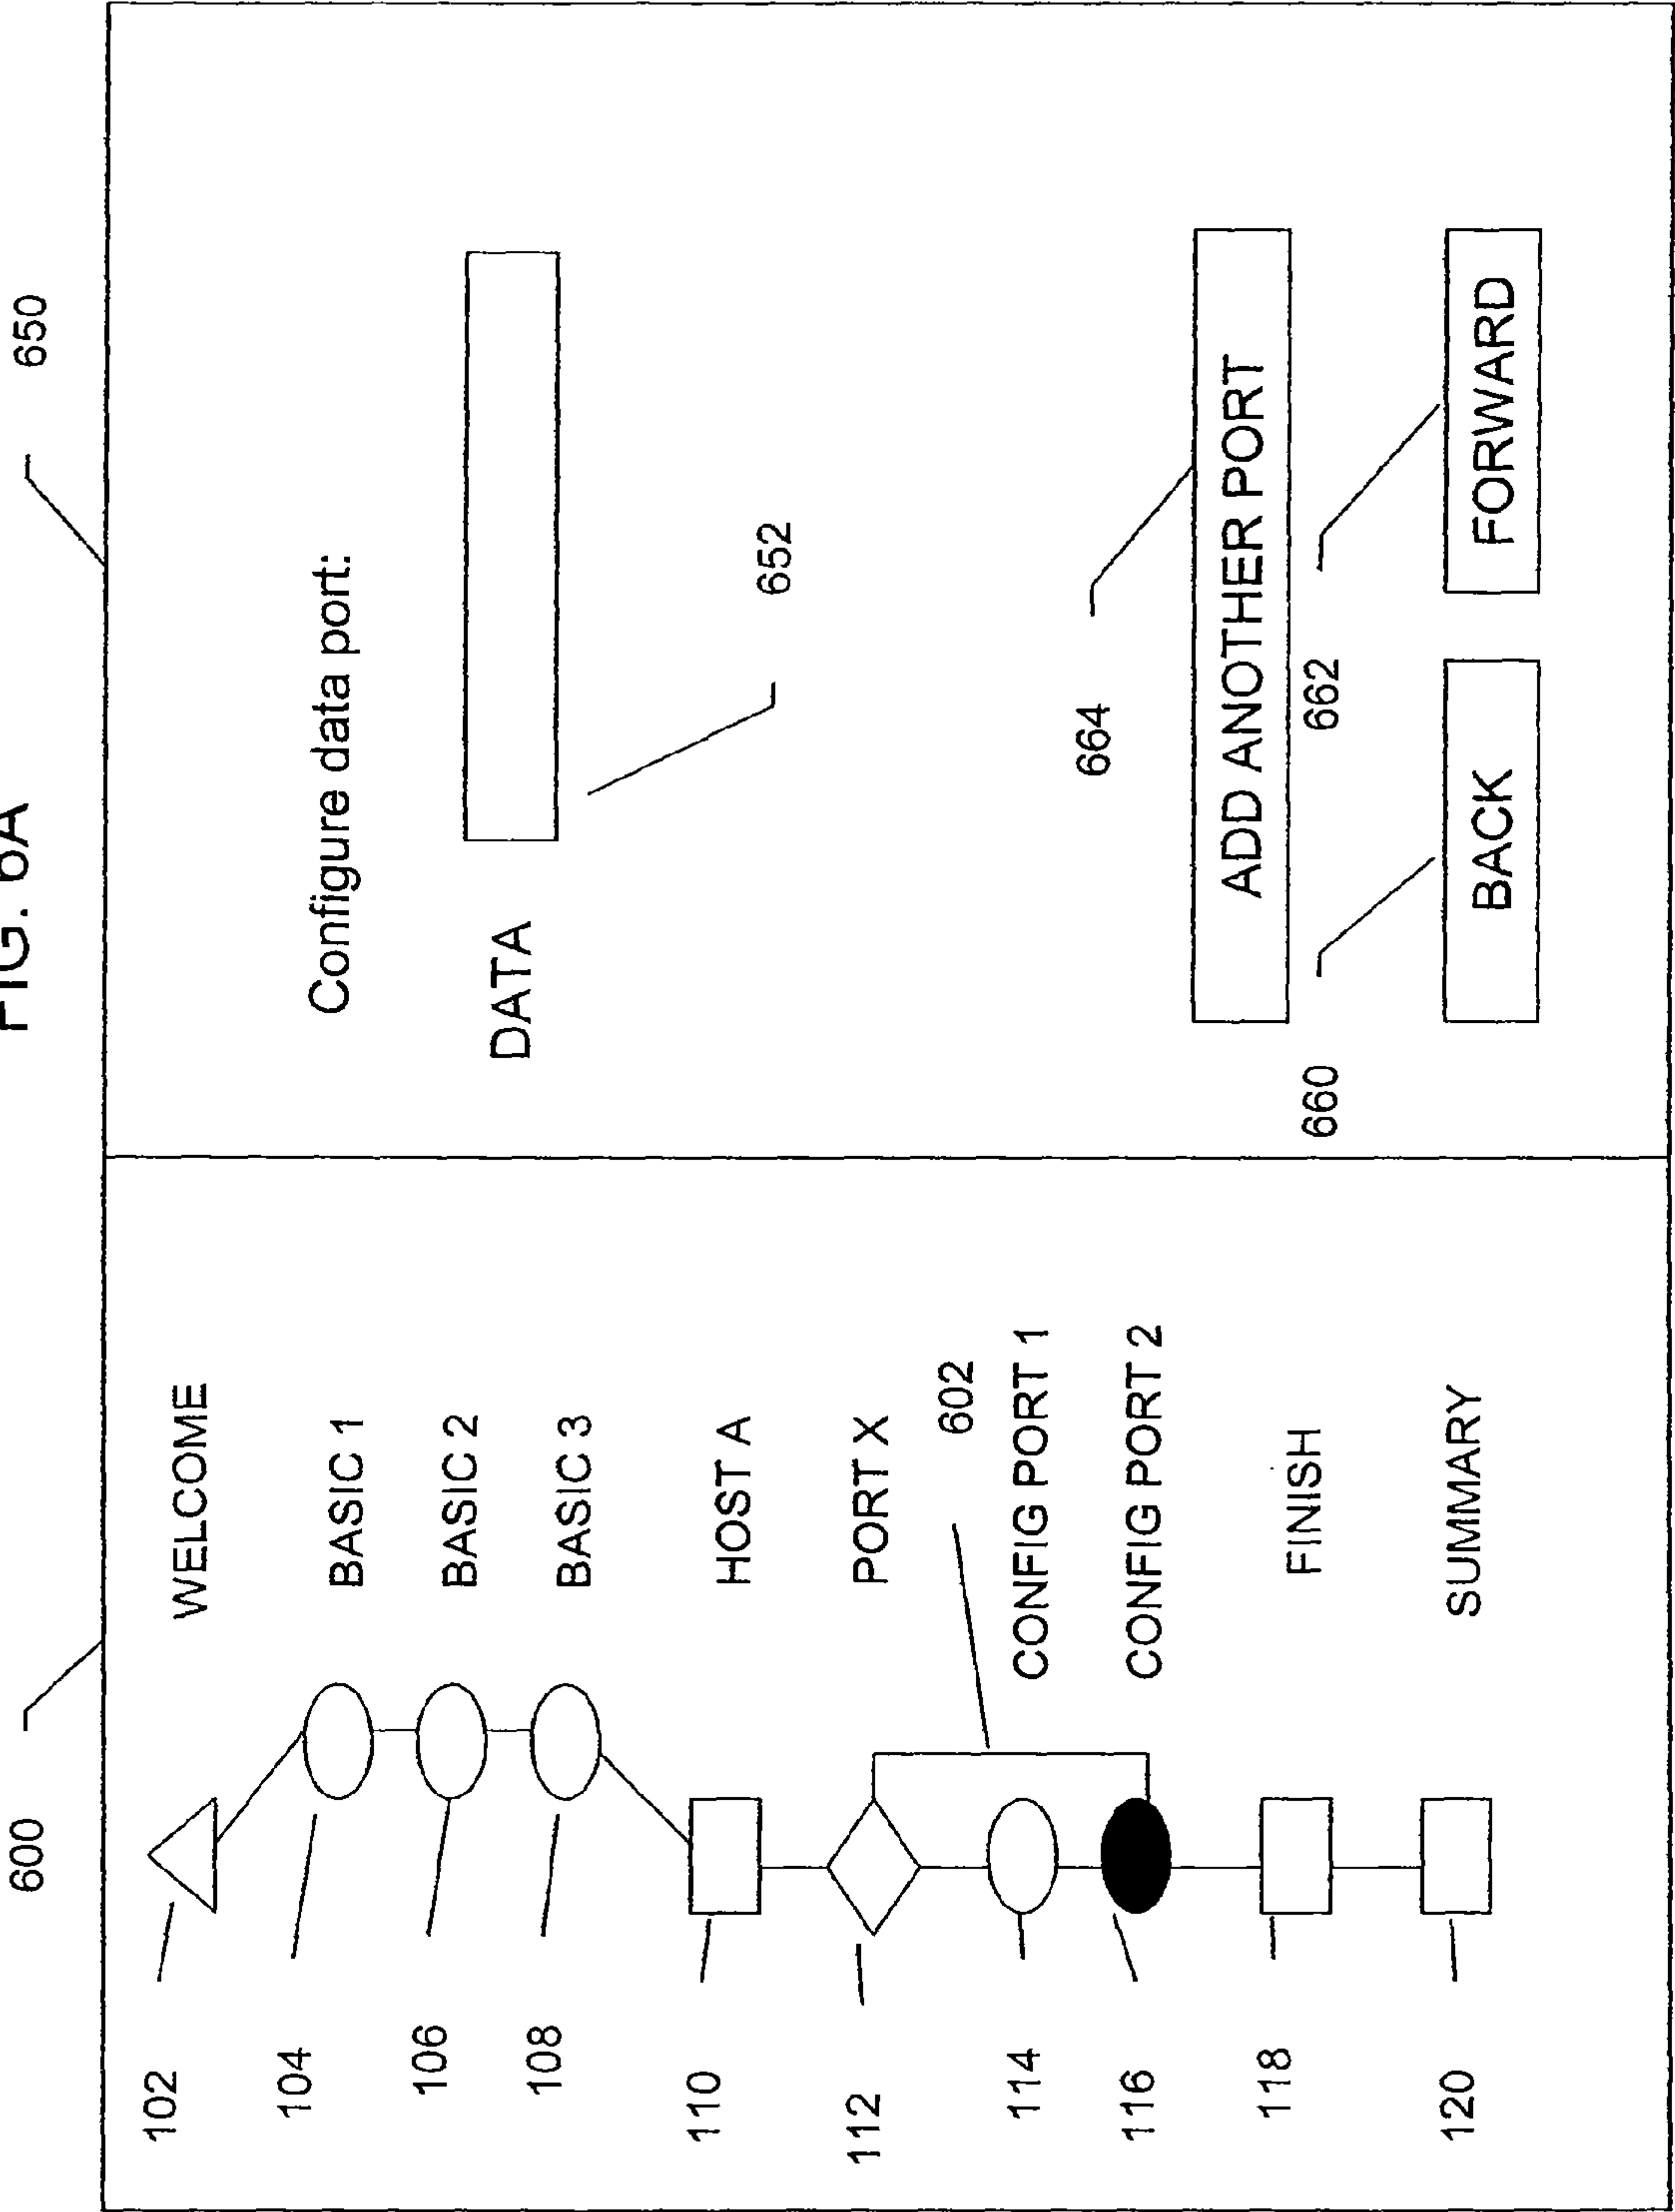 FIG. 6A
600
650
102
WELCOME
104
BASIC 1
106
BASIC 2
108
BASIC 3
110
HOST A
112
PORT X
602
114
CONFIG PORT 1
116
CONFIG PORT 2
118
FINISH
120
SUMMARY
Configure data port:
DATA
652
664
ADD ANOTHER PORT
660
662
BACK
FORWARD